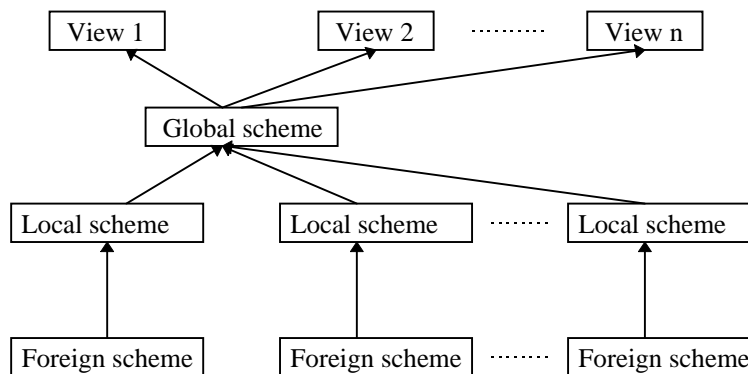 View 1 View 2 View n
Global scheme
Local scheme Local scheme Local scheme
Foreign scheme Foreign scheme Foreign scheme